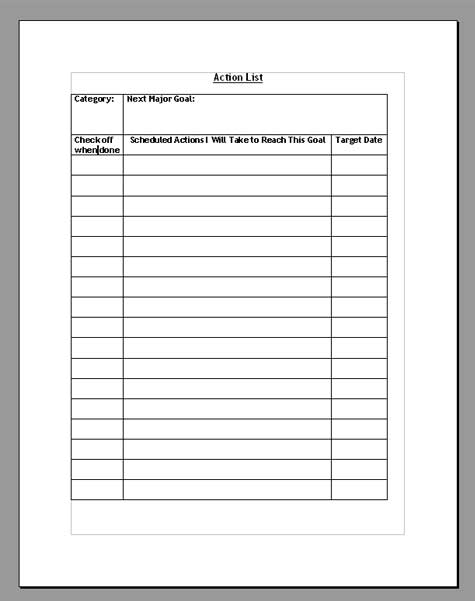 Action List
Category: Next Major Goal:
Check off Scheduled Actions I Will Take to Reach This Goal Target Date
when done